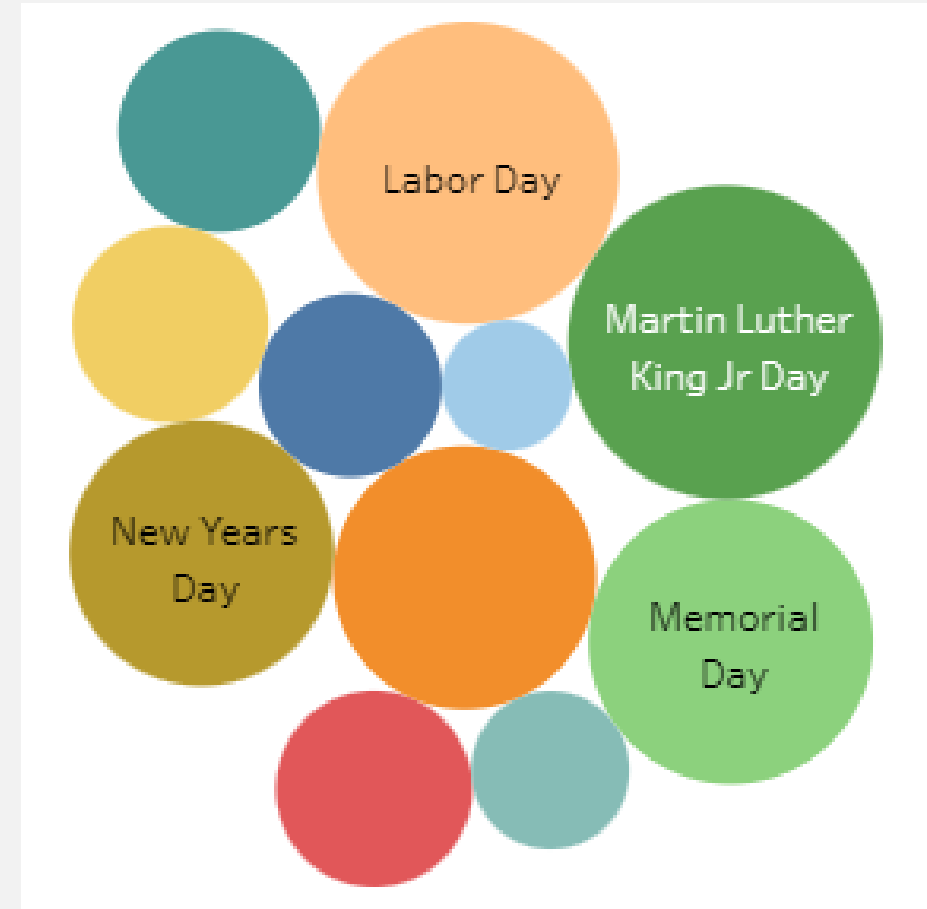 Labor Day
Martin Luther
King Jr Day
New Years
Day
Memorial
Day